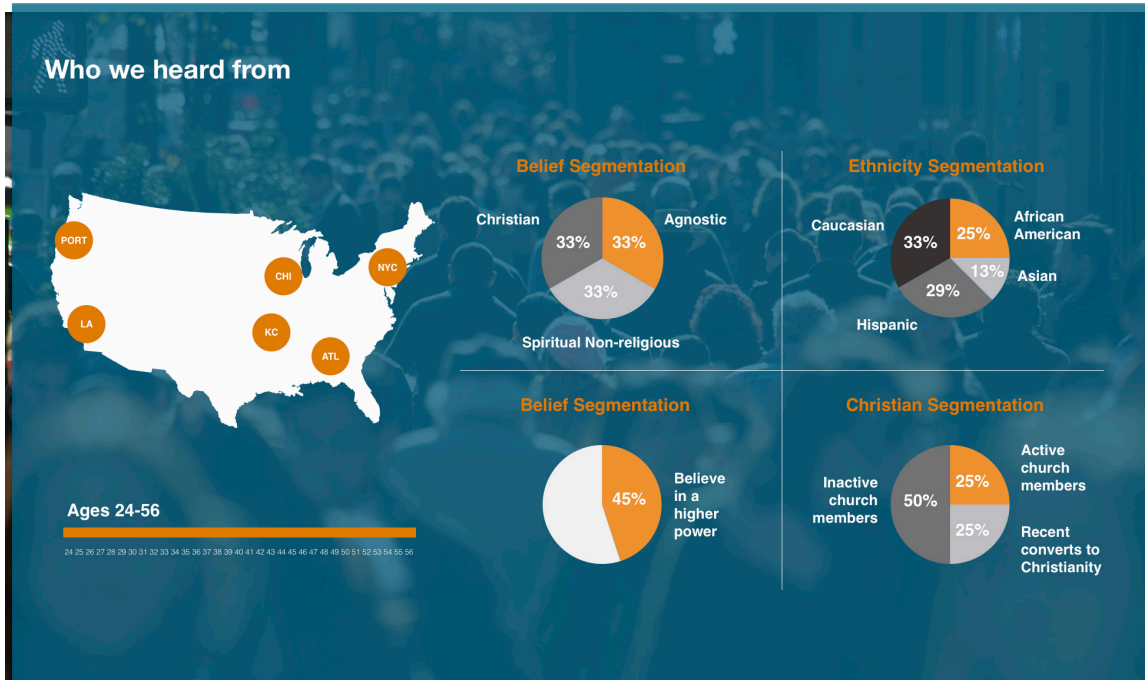 Who we heard from
PORT
LA
CHI
KC
NYC
ATL
Ages 24-56
24 25 26 27 28 29 30 31 32 33 34 35 36 37 38 39 40 41 42 43 44 45 46 47 48 49 50 51 52 53 54 55 56
Belief Segmentation
Christian
33%
33%
Agnostic
33%
Spiritual Non-religious
Ethnicity Segmentation
Caucasian
33%
25%
African
American
13%
Asian
29%
Hispanic
Belief Segmentation
45%
Believe
in a
higher
power
Christian Segmentation
Inactive
church
members
50%
25%
Active
church
members
25%
Recent
converts to
Christianity